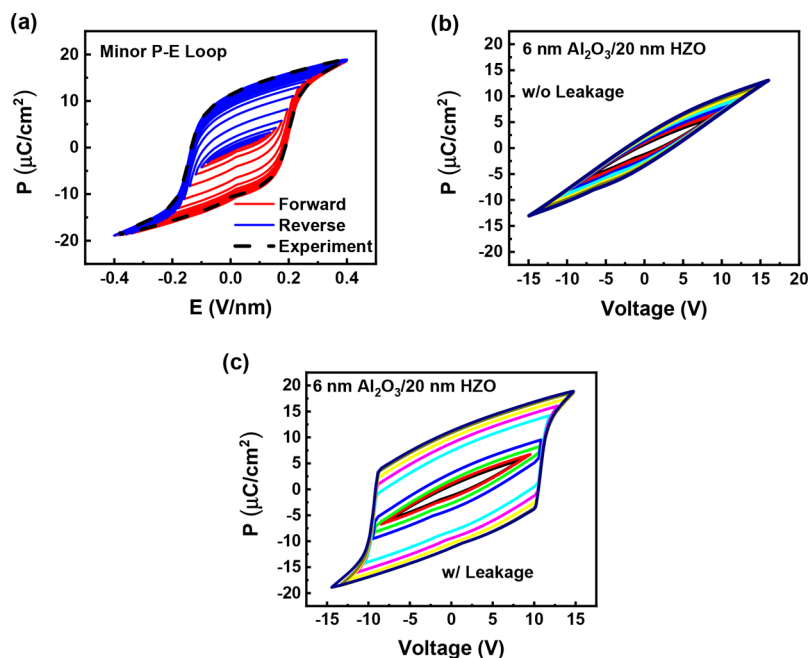 (a)
Minor P-E Loop
P (μC/cm²)
20
10
0
-10
-20
Forward
Reverse
Experiment
-0.4 -0.2 0.0 0.2 0.4
E (V/nm)
(b)
6 nm Al₂O₃/20 nm HZO
w/o Leakage
P (μC/cm²)
20
15
10
5
0
-5
-10
-15
-20
-15 -10 -5 0 5 10 15 20
Voltage (V)
(c)
6 nm Al₂O₃/20 nm HZO
P (μC/cm²)
20
15
10
5
0
-5
-10
-15
-20
w/ Leakage
-15 -10 -5 0 5 10 15
Voltage (V)